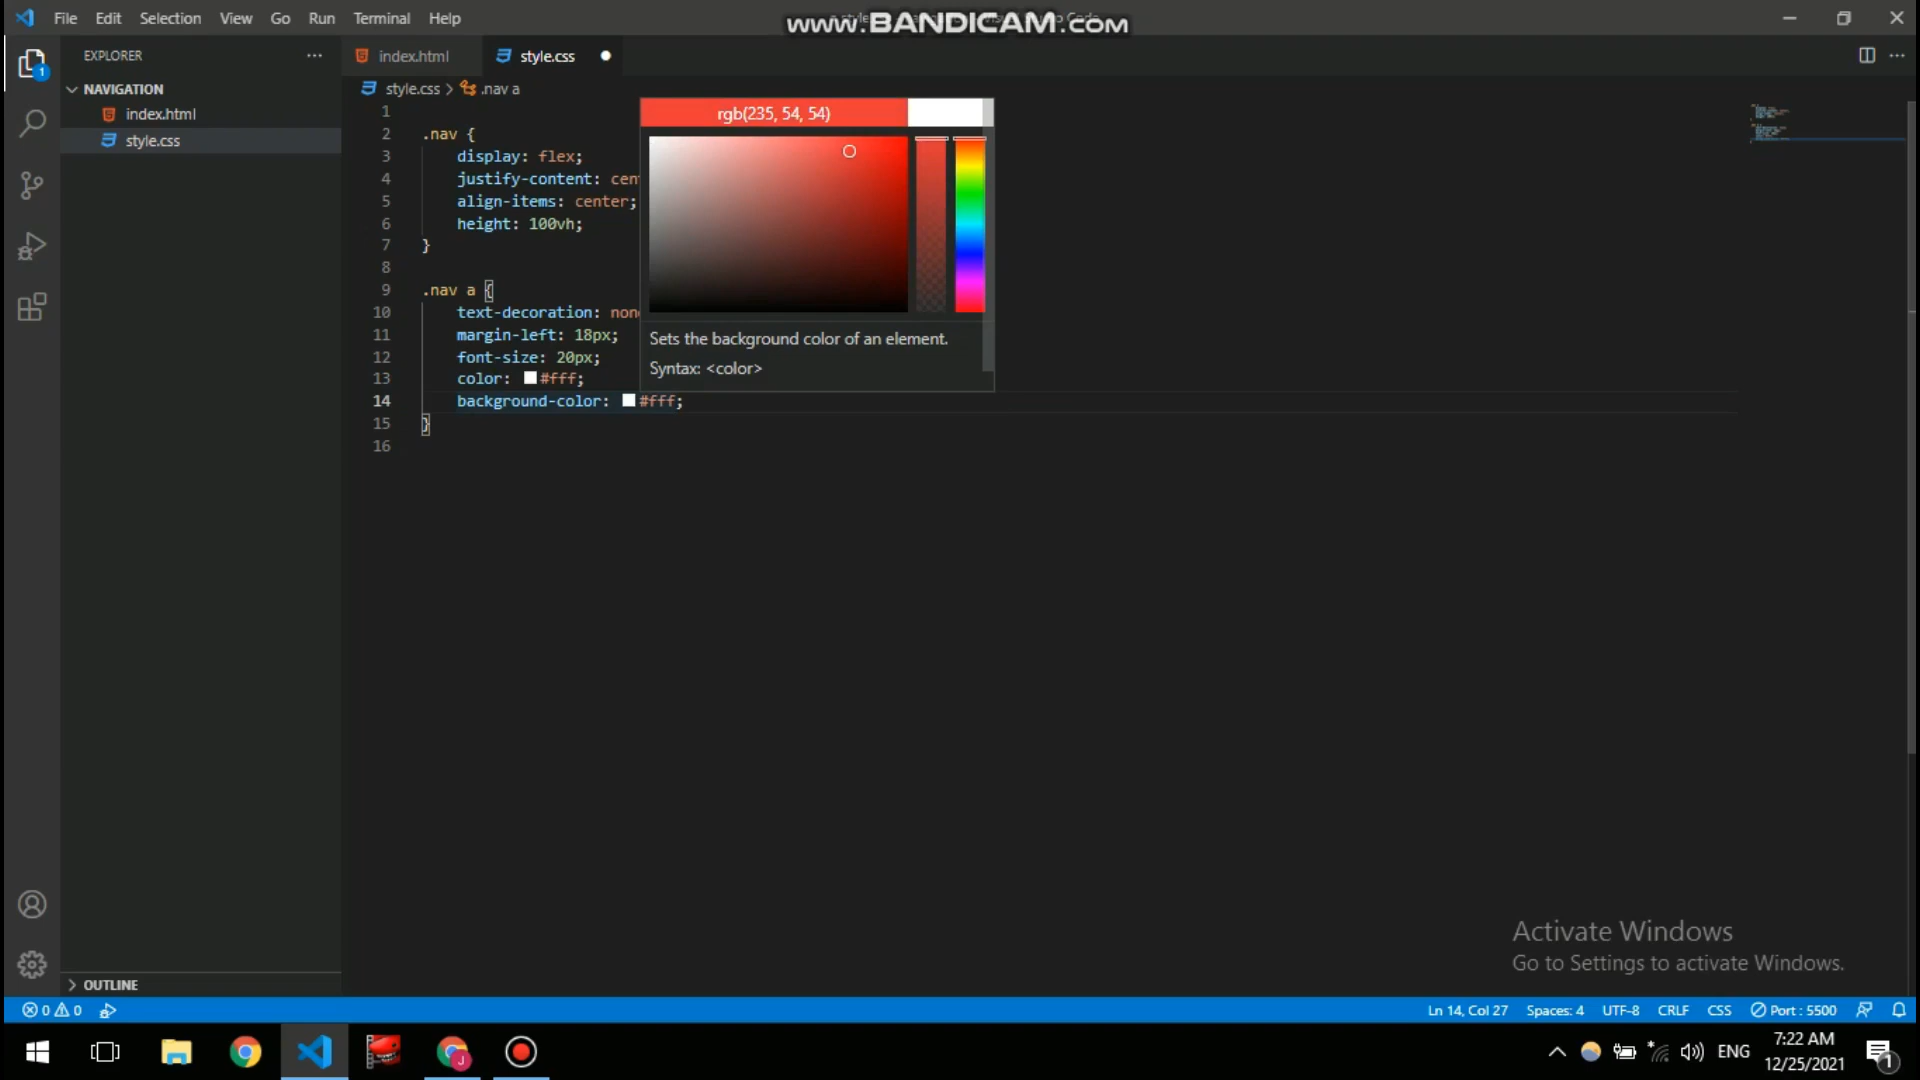 File Edit Selection View Go Run Terminal Help
www.BANDICAM.com
EXPLORER
index.html
style.css
NAVIGATION
index.html
style.css
style.css > .nav a
1
2 .nav {
3 display: flex;
4 justify-content: cen
5 align-items: center;
6 height: 100vh;
7 }
8
9 .nav a {
10 text-decoration: non
11 margin-left: 18px;
12 font-size: 20px;
13 color: #fff;
14 background-color: #fff;
15 }
16
rgb(235, 54, 54)
Sets the background color of an element.
Syntax: <color>
Activate Windows
Go to Settings to activate Windows.
OUTLINE
0 0
Ln 14, Col 27 Spaces: 4 UTF-8 CRLF CSS Port : 5500
ENG
7:22 AM
12/25/2021
1
1
J